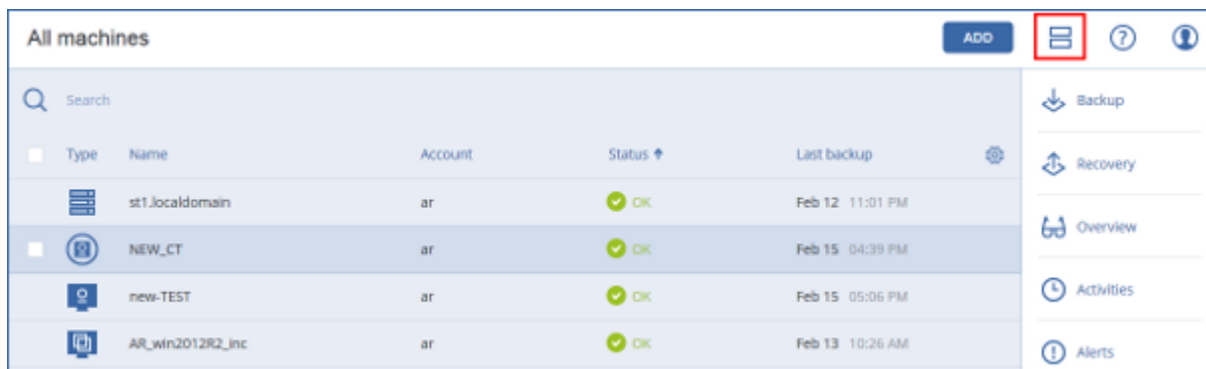 All machines
ADD
Search
Backup
Type Name Account Status Last backup
Recovery
st1.localdomain ar OK Feb 12 11:01 PM
Overview
NEW_CT ar OK Feb 15 04:39 PM
new-TEST ar OK Feb 15 05:06 PM
Activities
AR_win2012R2_inc ar OK Feb 13 10:26 AM
Alerts